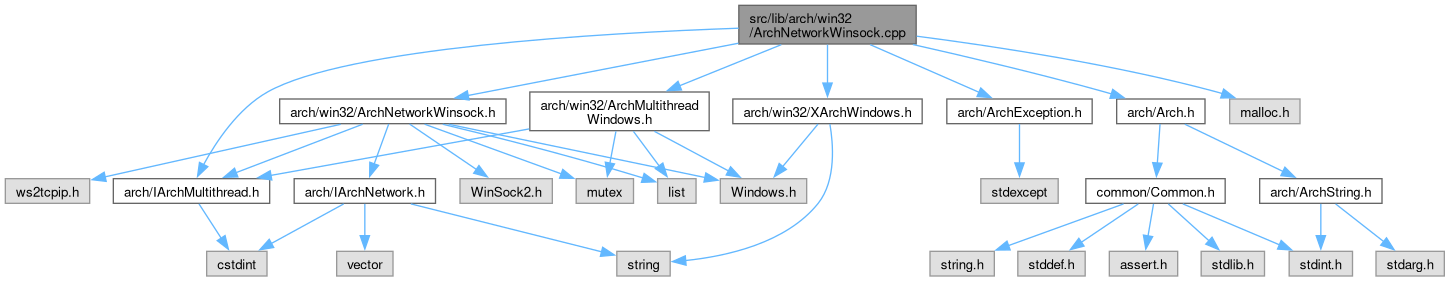 src/lib/arch/win32
/ArchNetworkWinsock.cpp
arch/win32/ArchNetworkWinsock.h
arch/win32/ArchMultithread
Windows.h
arch/win32/XArchWindows.h
arch/ArchException.h
arch/Arch.h
malloc.h
ws2tcpip.h
arch/IArchMultithread.h
arch/IArchNetwork.h
WinSock2.h
mutex
list
Windows.h
stdexcept
common/Common.h
arch/ArchString.h
cstdint
vector
string
string.h
stddef.h
assert.h
stdlib.h
stdint.h
stdarg.h